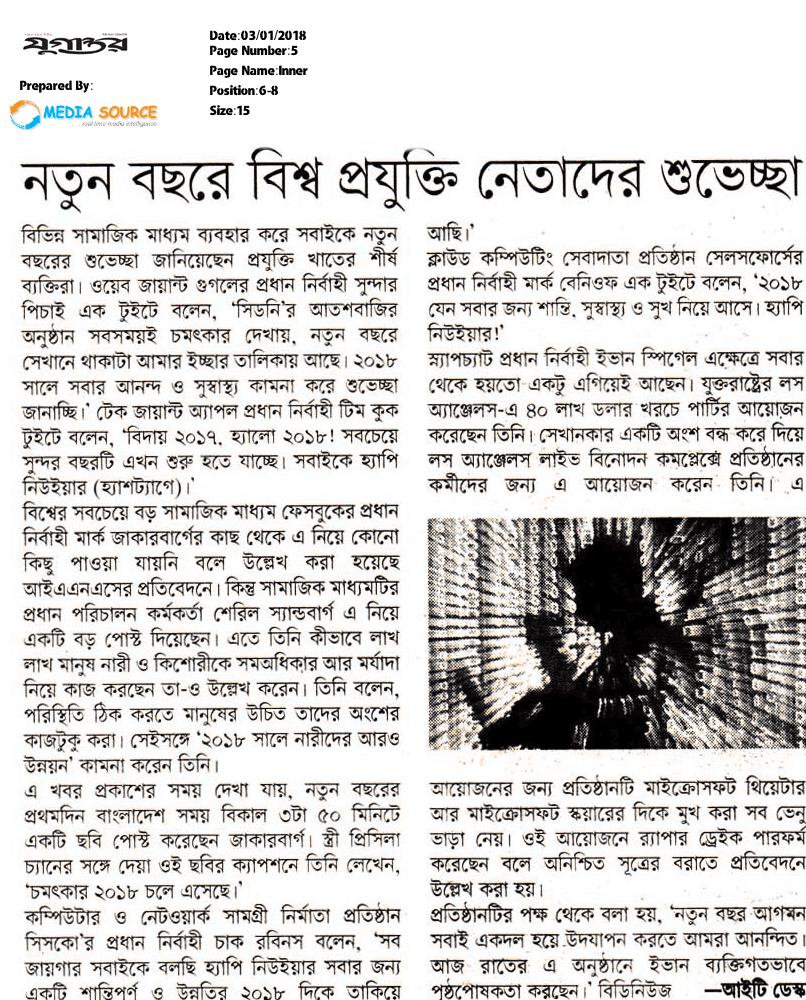 যুগান্তর
Date:03/01/2018
Page Number:5
Page Name:Inner
Position:6-8
Size:15
Prepared By:
MEDIA SOURCE
real time media intelligence
নতুন বছরে বিশ্ব প্রযুক্তি নেতাদের শুভেচ্ছা
বিভিন্ন সামাজিক মাধ্যম ব্যবহার করে সবাইকে নতুন
বছরের শুভেচ্ছা জানিয়েছেন প্রযুক্তি খাতের শীর্ষ
ব্যক্তিরা। ওয়েব জায়ান্ট গুগলের প্রধান নির্বাহী সুন্দার
পিচাই এক টুইটে বলেন, ‘সিডনি’র আতশবাজির
অনুষ্ঠান সবসময়ই চমৎকার দেখায়, নতুন বছরে
সেখানে থাকাটা আমার ইচ্ছার তালিকায় আছে। ২০১৮
সালে সবার আনন্দ ও সুস্বাস্থ্য কামনা করে শুভেচ্ছা
জানাচ্ছি।’ টেক জায়ান্ট অ্যাপল প্রধান নির্বাহী টিম কুক
টুইটে বলেন, ‘বিদায় ২০১৭, হ্যালো ২০১৮! সবচেয়ে
সুন্দর বছরটি এখন শুরু হতে যাচ্ছে। সবাইকে হ্যাপি
নিউইয়ার (হ্যাশট্যাগে)।’
বিশ্বের সবচেয়ে বড় সামাজিক মাধ্যম ফেসবুকের প্রধান
নির্বাহী মার্ক জাকারবার্গের কাছ থেকে এ নিয়ে কোনো
কিছু পাওয়া যায়নি বলে উল্লেখ করা হয়েছে
আইএএনএসের প্রতিবেদনে। কিন্তু সামাজিক মাধ্যমটির
প্রধান পরিচালন কর্মকর্তা শেরিল স্যান্ডবার্গ এ নিয়ে
একটি বড় পোস্ট দিয়েছেন। এতে তিনি কীভাবে লাখ
লাখ মানুষ নারী ও কিশোরীকে সমঅধিকার আর মর্যাদা
নিয়ে কাজ করছেন তা-ও উল্লেখ করেন। তিনি বলেন,
পরিস্থিতি ঠিক করতে মানুষের উচিত তাদের অংশের
কাজটুকু করা। সেইসঙ্গে ‘২০১৮ সালে নারীদের আরও
উন্নয়ন’ কামনা করেন তিনি।
এ খবর প্রকাশের সময় দেখা যায়, নতুন বছরের
প্রথমদিন বাংলাদেশ সময় বিকাল ৩টা ৫০ মিনিটে
একটি ছবি পোস্ট করেছেন জাকারবার্গ। স্ত্রী প্রিসিলা
চ্যানের সঙ্গে দেয়া ওই ছবির ক্যাপশনে তিনি লেখেন,
‘চমৎকার ২০১৮ চলে এসেছে।’
কম্পিউটার ও নেটওয়ার্ক সামগ্রী নির্মাতা প্রতিষ্ঠান
সিসকো’র প্রধান নির্বাহী চাক রবিনস বলেন, ‘সব
জায়গার সবাইকে বলছি হ্যাপি নিউইয়ার সবার জন্য
একটি শান্তিপূর্ণ ও উন্নতির ২০১৮ দিকে তাকিয়ে
আছি।’
ক্লাউড কম্পিউটিং সেবাদাতা প্রতিষ্ঠান সেলসফোর্সের
প্রধান নির্বাহী মার্ক বেনিওফ এক টুইটে বলেন, ‘২০১৮
যেন সবার জন্য শান্তি, সুস্বাস্থ্য ও সুখ নিয়ে আসে। হ্যাপি
নিউইয়ার!’
স্ন্যাপচ্যাট প্রধান নির্বাহী ইভান স্পিগেল এক্ষেত্রে সবার
থেকে হয়তো একটু এগিয়েই আছেন। যুক্তরাষ্ট্রের লস
অ্যাঞ্জেলস-এ ৪০ লাখ ডলার খরচে পার্টির আয়োজন
করেছেন তিনি। সেখানকার একটি অংশ বন্ধ করে দিয়ে
লস অ্যাঞ্জেলস লাইভ বিনোদন কমপ্লেক্সে প্রতিষ্ঠানের
কর্মীদের জন্য এ আয়োজন করেন তিনি। এ
আয়োজনের জন্য প্রতিষ্ঠানটি মাইক্রোসফট থিয়েটার
আর মাইক্রোসফট স্কয়ারের দিকে মুখ করা সব ভেনু
ভাড়া নেয়। ওই আয়োজনে র‍্যাপার ড্রেইক পারফর্ম
করেছেন বলে অনিশ্চিত সূত্রের বরাতে প্রতিবেদনে
উল্লেখ করা হয়।
প্রতিষ্ঠানটির পক্ষ থেকে বলা হয়, ‘নতুন বছর আগমন
সবাই একদল হয়ে উদযাপন করতে আমরা আনন্দিত।
আজ রাতের এ অনুষ্ঠানে ইভান ব্যক্তিগতভাবে
পৃষ্ঠপোষকতা করছেন।’ বিডিনিউজ —আইটি ডেস্ক